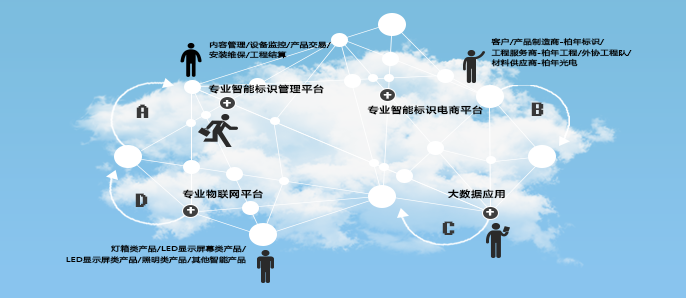 内容管理/设备监控/产品交易/
安装维保/工程结算
客户/产品制造商-柏年标识/
工程服务商-柏年工程/外协工程队/
材料供应商-柏年光电
专业智能标识管理平台
专业智能标识电商平台
A
B
专业物联网平台
大数据应用
D
C
灯箱类产品/LED显示屏幕类产品/
LED显示屏类产品/照明类产品/其他智能产品